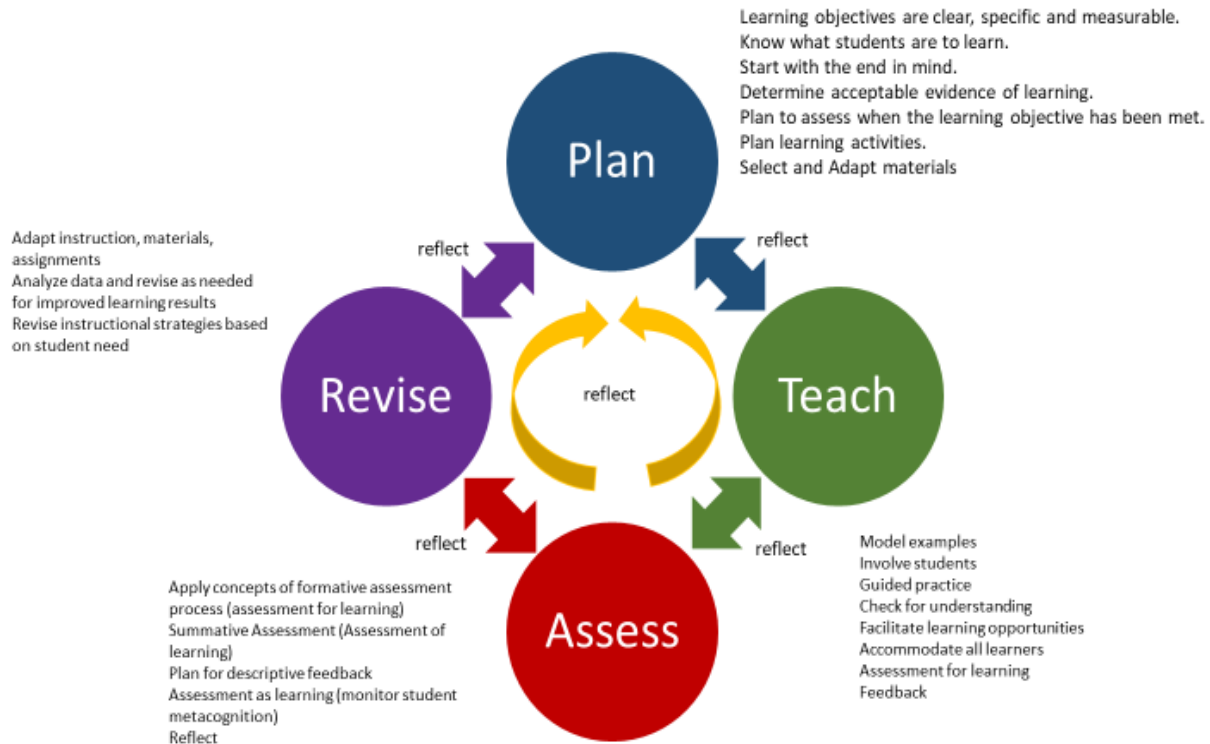 Learning objectives are clear, specific and measurable.
Know what students are to learn.
Start with the end in mind.
Determine acceptable evidence of learning.
Plan to assess when the learning objective has been met.
Plan learning activities.
Select and Adapt materials
Plan
reflect
reflect
Adapt instruction, materials,
assignments
Analyze data and revise as needed
for improved learning results
Revise instructional strategies based
on student need
Revise
reflect
Teach
reflect
reflect
Model examples
Involve students
Guided practice
Check for understanding
Facilitate learning opportunities
Accommodate all learners
Assessment for learning
Feedback
Apply concepts of formative assessment
process (assessment for learning)
Summative Assessment (Assessment of
learning)
Plan for descriptive feedback
Assessment as learning (monitor student
metacognition)
Reflect
Assess